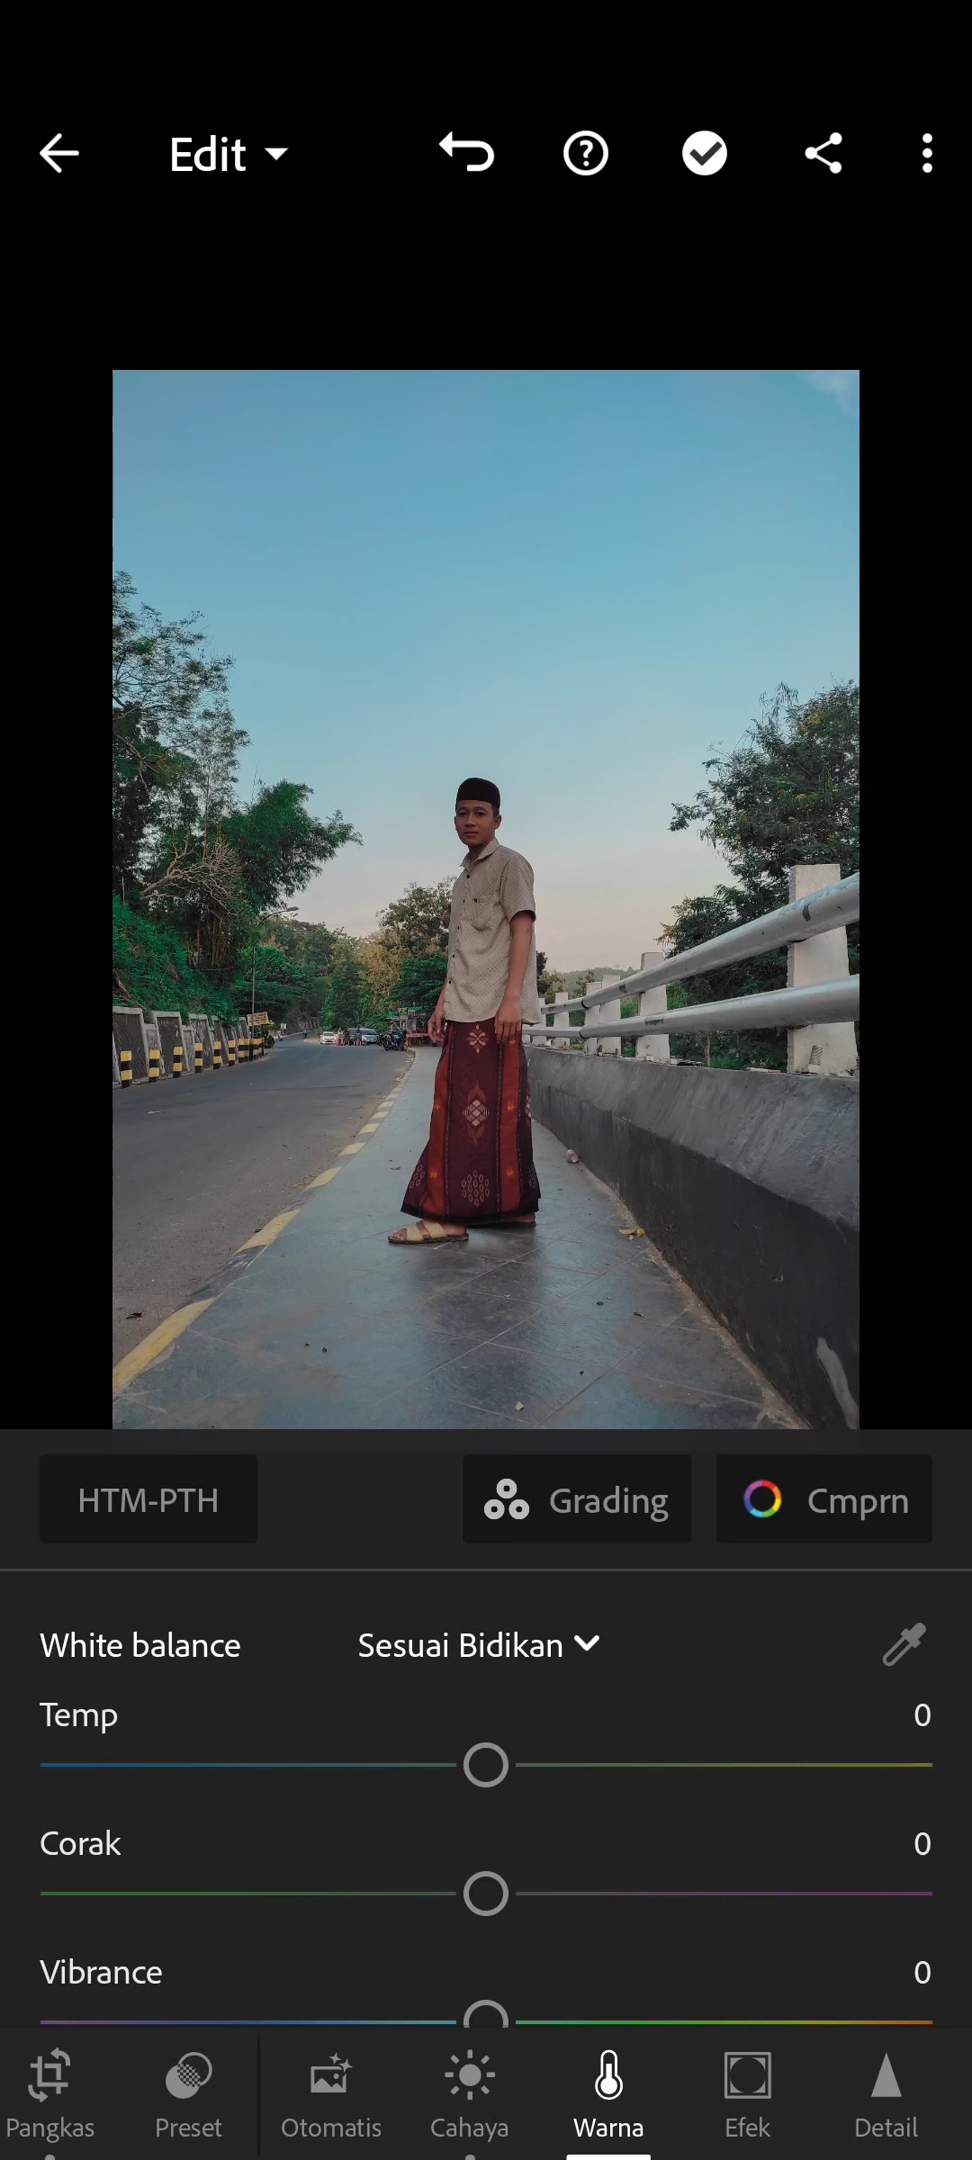 Edit
HTM-PTH
Grading
Cmprn
White balance
Sesuai Bidikan
Temp
0
Corak
0
Vibrance
0
Pangkas
Preset
Otomatis
Cahaya
Warna
Efek
Detail